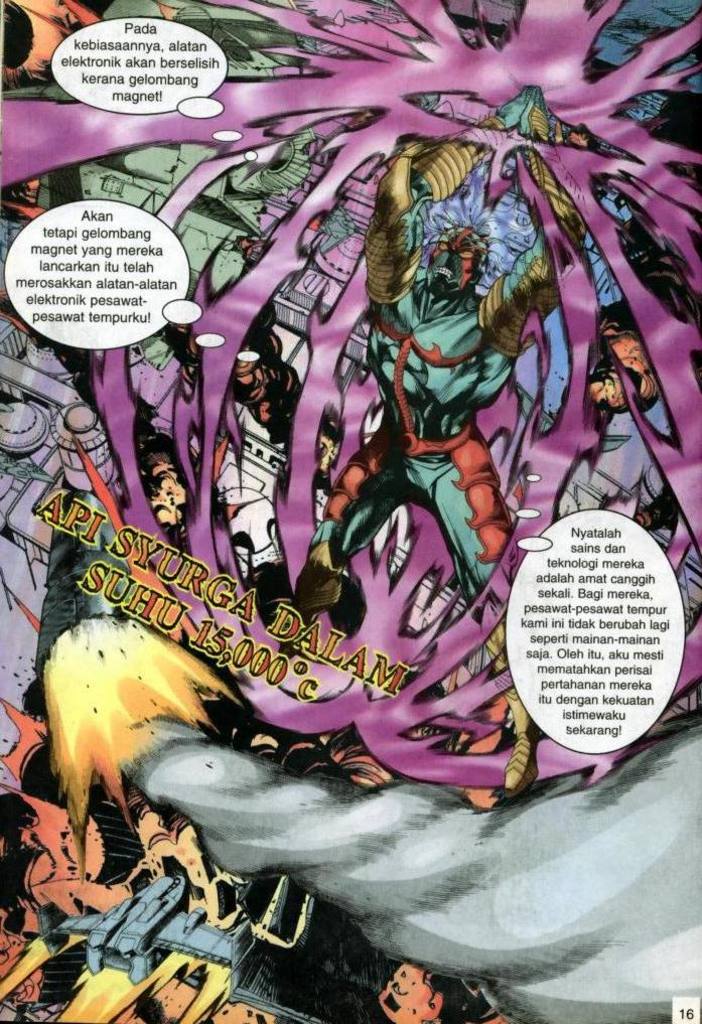 Pada
kebiasaannya, alatan
elektronik akan berselisih
kerana gelombang
magnet!
Akan
tetapi gelombang
magnet yang mereka
lancarkan itu telah
merosakkan alatan-alatan
elektronik pesawat-
pesawat tempurku!
API SYURGA DALAM
SUHU 15,000°c
Nyatalah
sains dan
teknologi mereka
adalah amat canggih
sekali. Bagi mereka,
pesawat-pesawat tempur
kami ini tidak berubah lagi
seperti mainan-mainan
saja. Oleh itu, aku mesti
mematahkan perisai
pertahanan mereka
itu dengan kekuatan
istimewaku
sekarang!
16